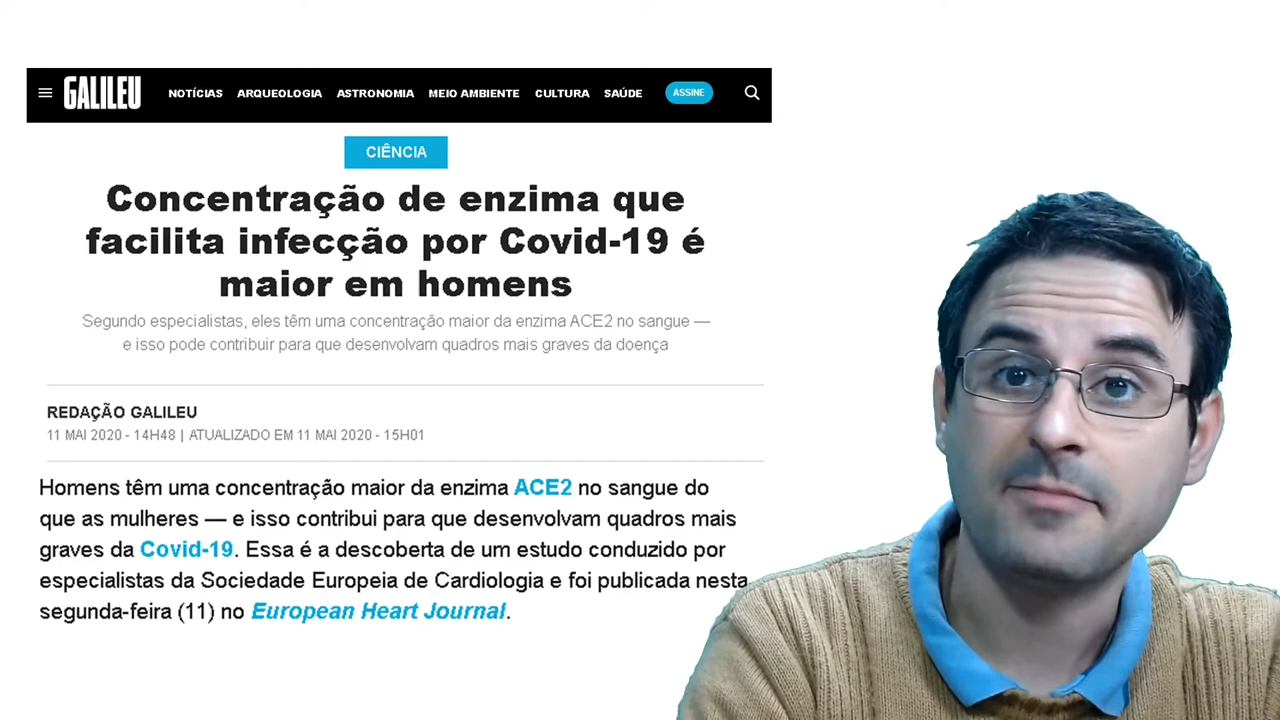 GALILEU NOTÍCIAS ARQUEOLOGIA ASTRONOMIA MEIO AMBIENTE CULTURA SAÚDE ASSINE
CIÊNCIA
Concentração de enzima que
facilita infecção por Covid-19 é
maior em homens
Segundo especialistas, eles têm uma concentração maior da enzima ACE2 no sangue —
e isso pode contribuir para que desenvolvam quadros mais graves da doença
REDAÇÃO GALILEU
11 MAI 2020 - 14H48 | ATUALIZADO EM 11 MAI 2020 - 15H01
Homens têm uma concentração maior da enzima ACE2 no sangue do
que as mulheres — e isso contribui para que desenvolvam quadros mais
graves da Covid-19. Essa é a descoberta de um estudo conduzido por
especialistas da Sociedade Europeia de Cardiologia e foi publicada nesta
segunda-feira (11) no European Heart Journal.